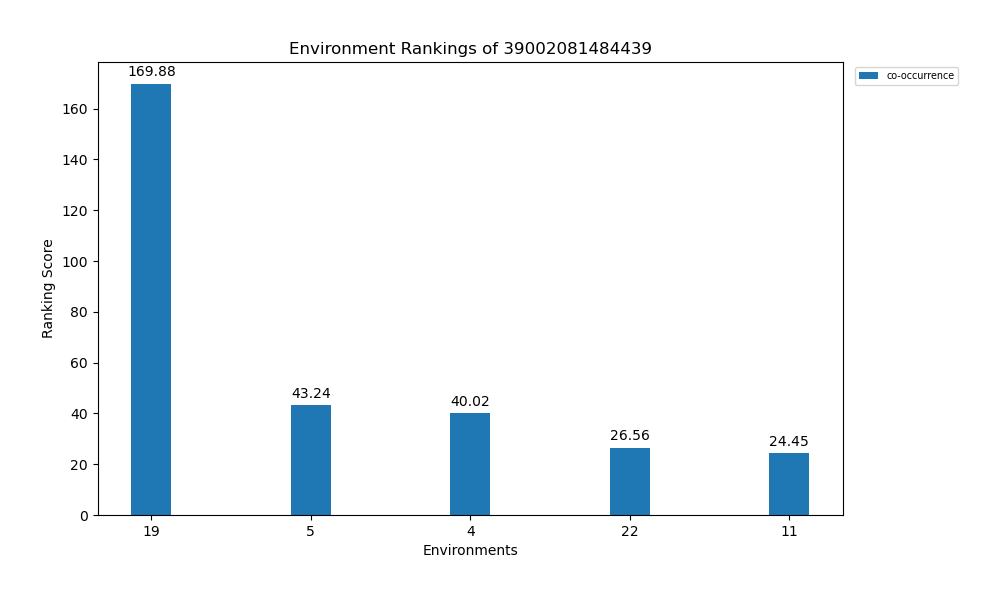 Environment Rankings of 39002081484439
co-occurrence
Ranking Score
160
140
120
100
80
60
40
20
0
169.88
43.24
40.02
26.56
24.45
19 5 4 22 11
Environments